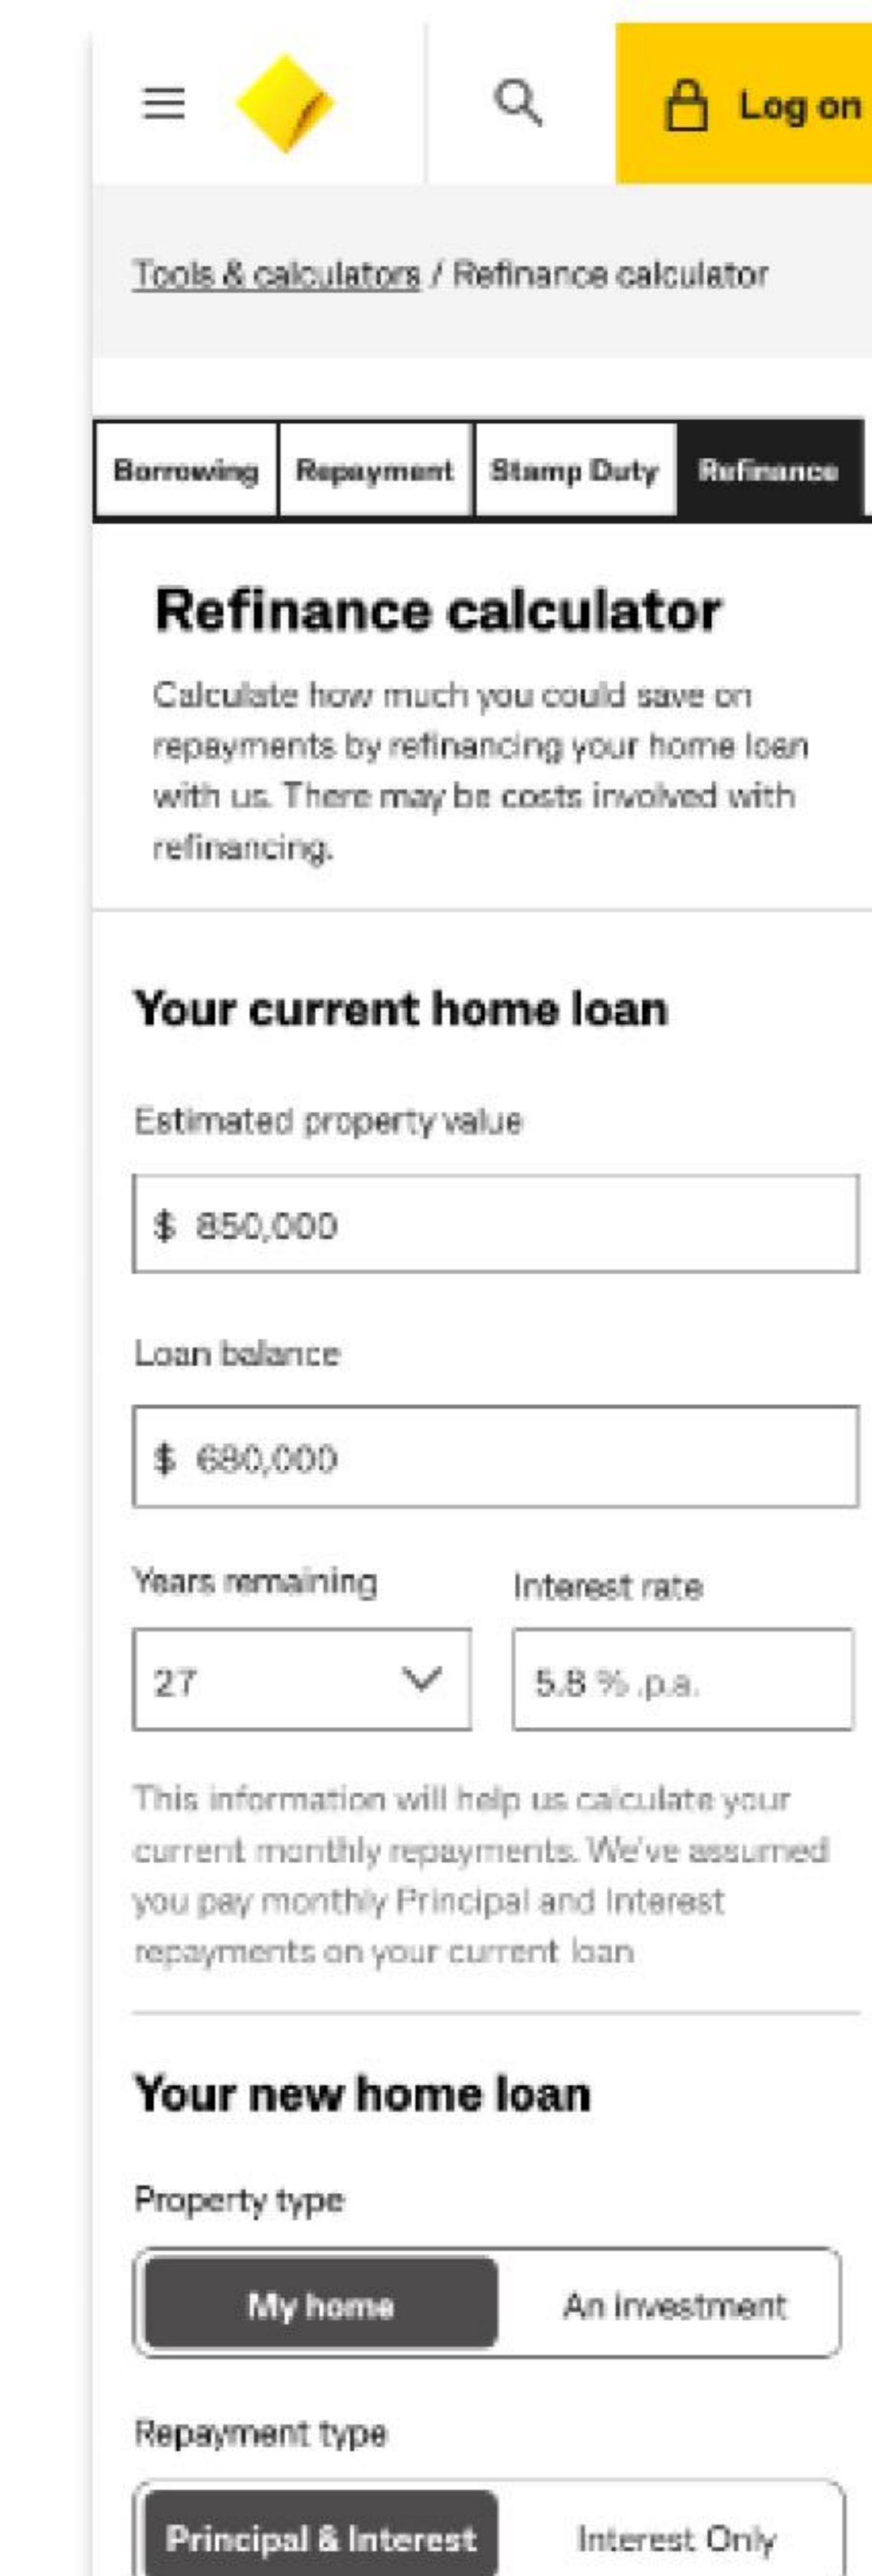 Log on
Tools & calculators / Refinance calculator
Borrowing Repayment Stamp Duty Refinance
Refinance calculator
Calculate how much you could save on
repayments by refinancing your home loan
with us. There may be costs involved with
refinancing.
Your current home loan
Estimated property value
$ 850,000
Loan balance
$ 680,000
Years remaining Interest rate
27 5.8 % .p.a.
This information will help us calculate your
current monthly repayments. We've assumed
you pay monthly Principal and Interest
repayments on your current loan
Your new home loan
Property type
My home An investment
Repayment type
Principal & Interest Interest Only